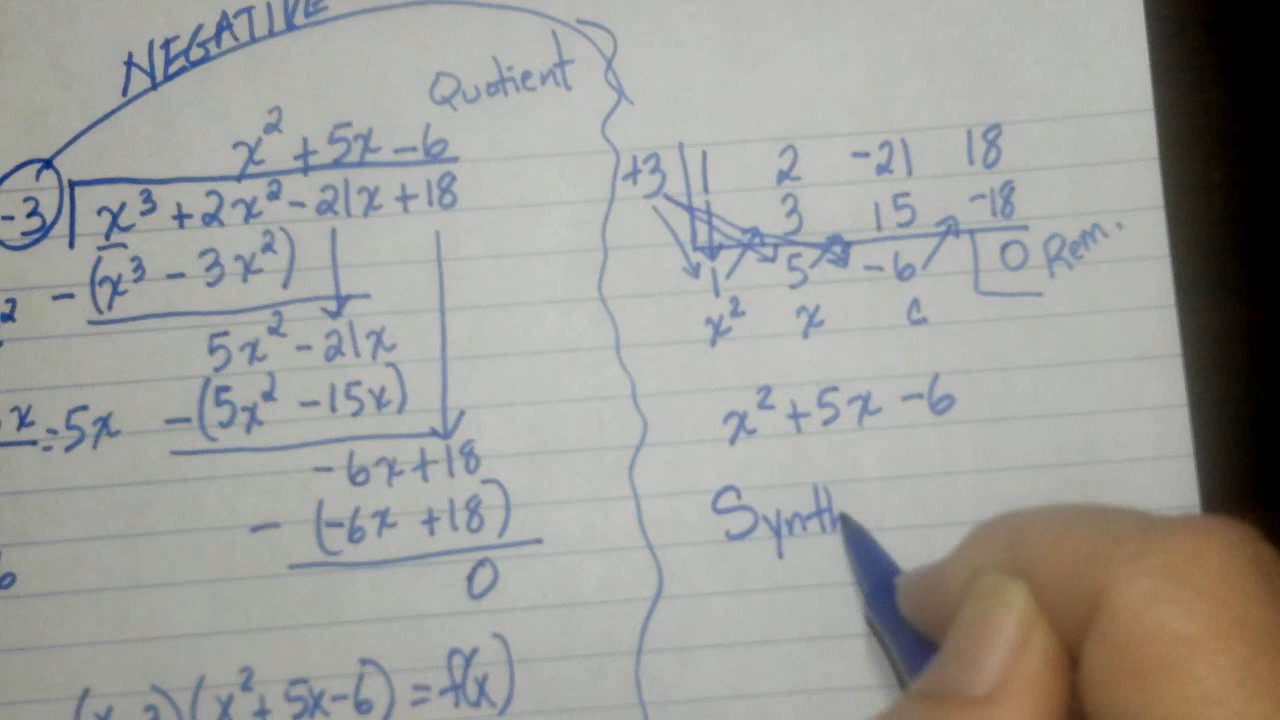 NEGATIVE
Quotient
x² + 5x - 6
-3 x³ + 2x² - 21x + 18
2 - (x³ - 3x²)
5x² - 21x
x = 5x - (5x² - 15x)
-6x + 18
- (-6x + 18)
0
(x²+ 5x-6) = f(x)
+3 1 2 -21 18
3 15 -18
1 5 -6 0 Rem.
x² x c
x² + 5x - 6
Synth